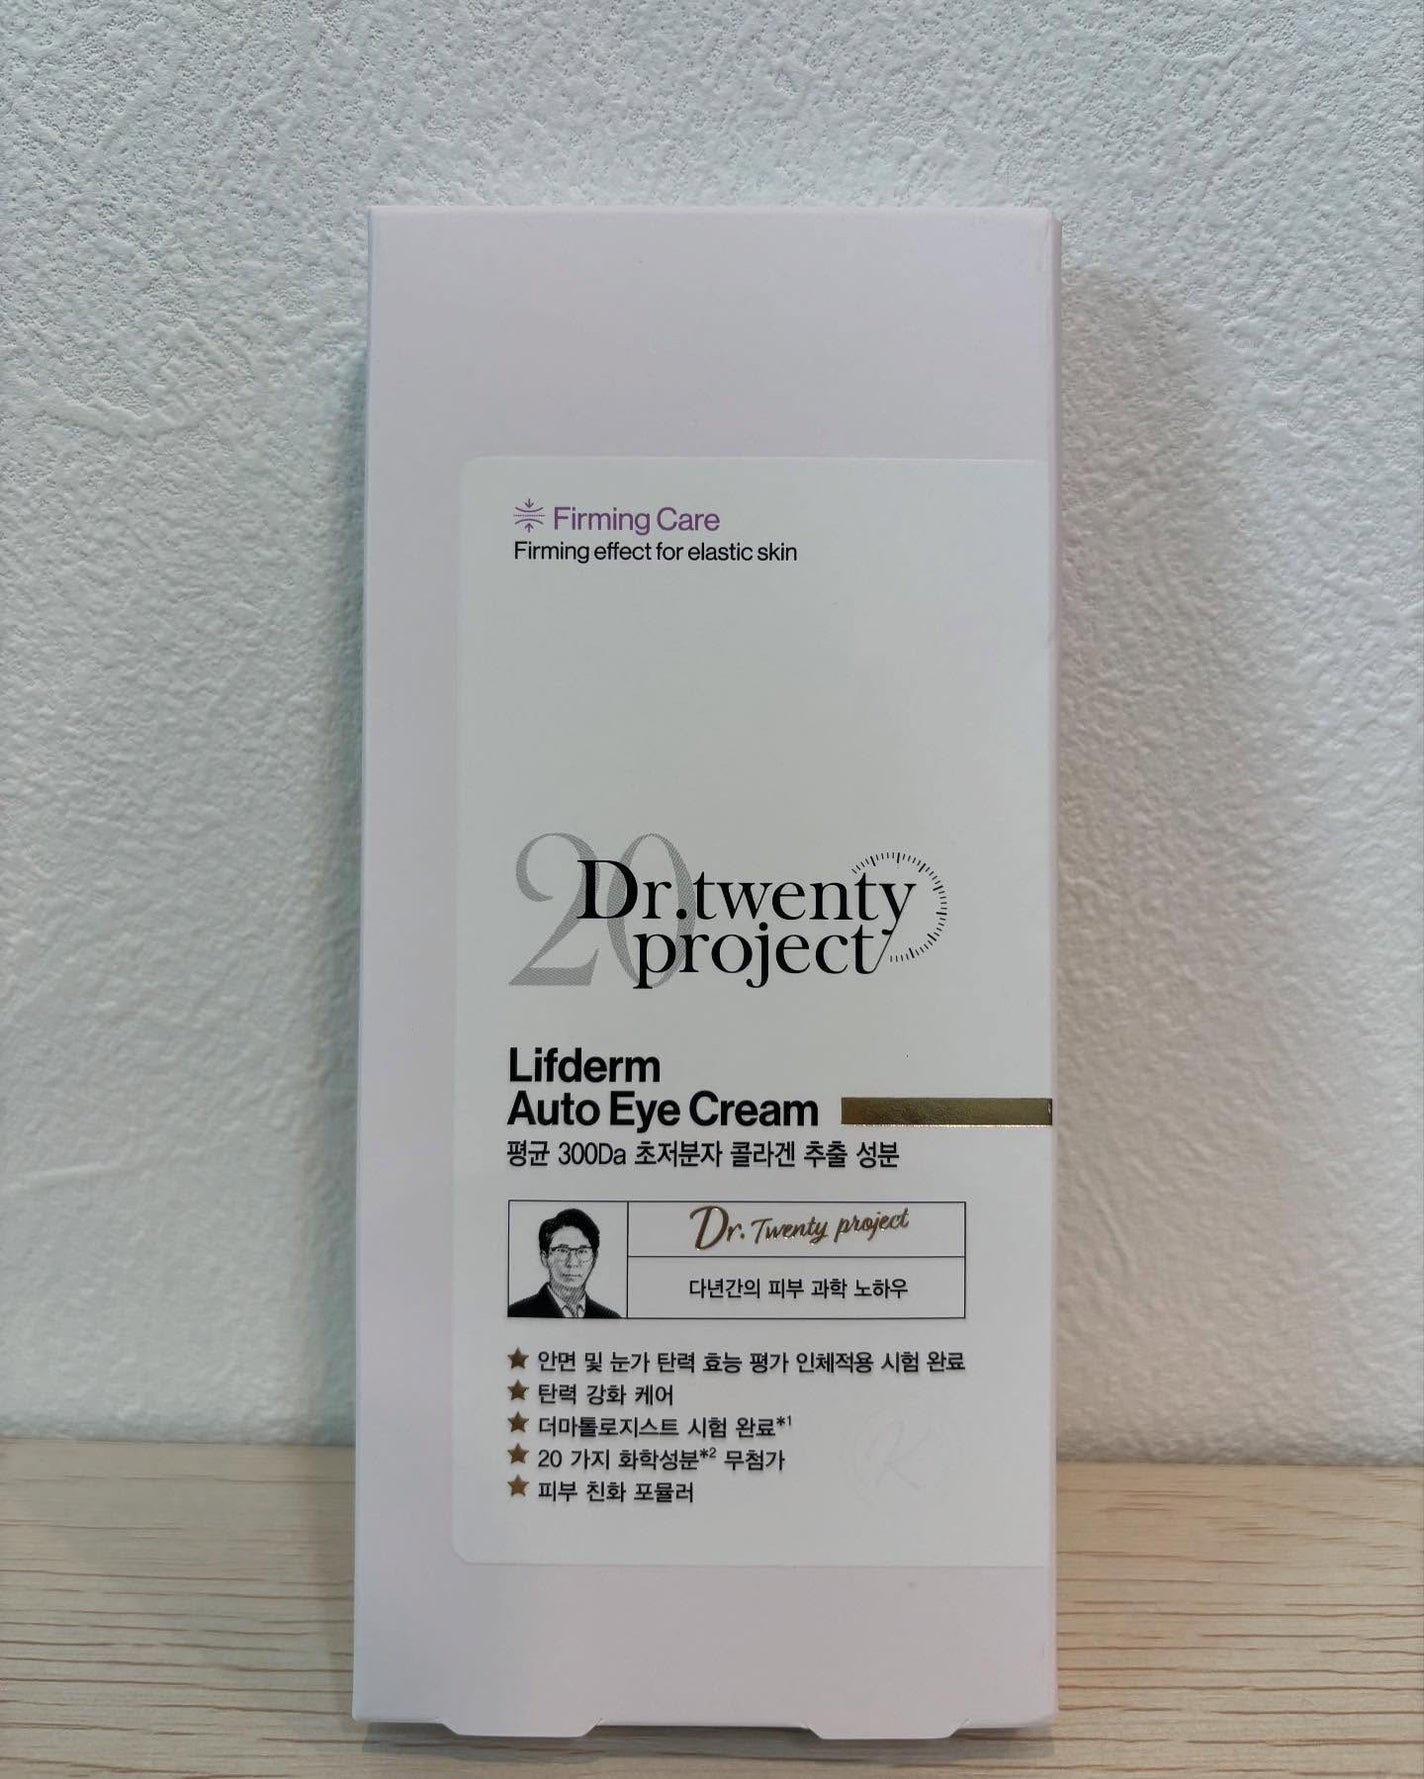 Firming Care
Firming effect for elastic skin
20
Dr.twenty
project
Lifderm
Auto Eye Cream
평균 300Da 초저분자 콜라겐 추출 성분
Dr. Twenty project
다년간의 피부 과학 노하우
안면 및 눈가 탄력 효능 평가 인체적용 시험 완료
탄력 강화 케어
더마톨로지스트 시험 완료*1
20 가지 화학성분*2 무첨가
피부 친화 포뮬러
K